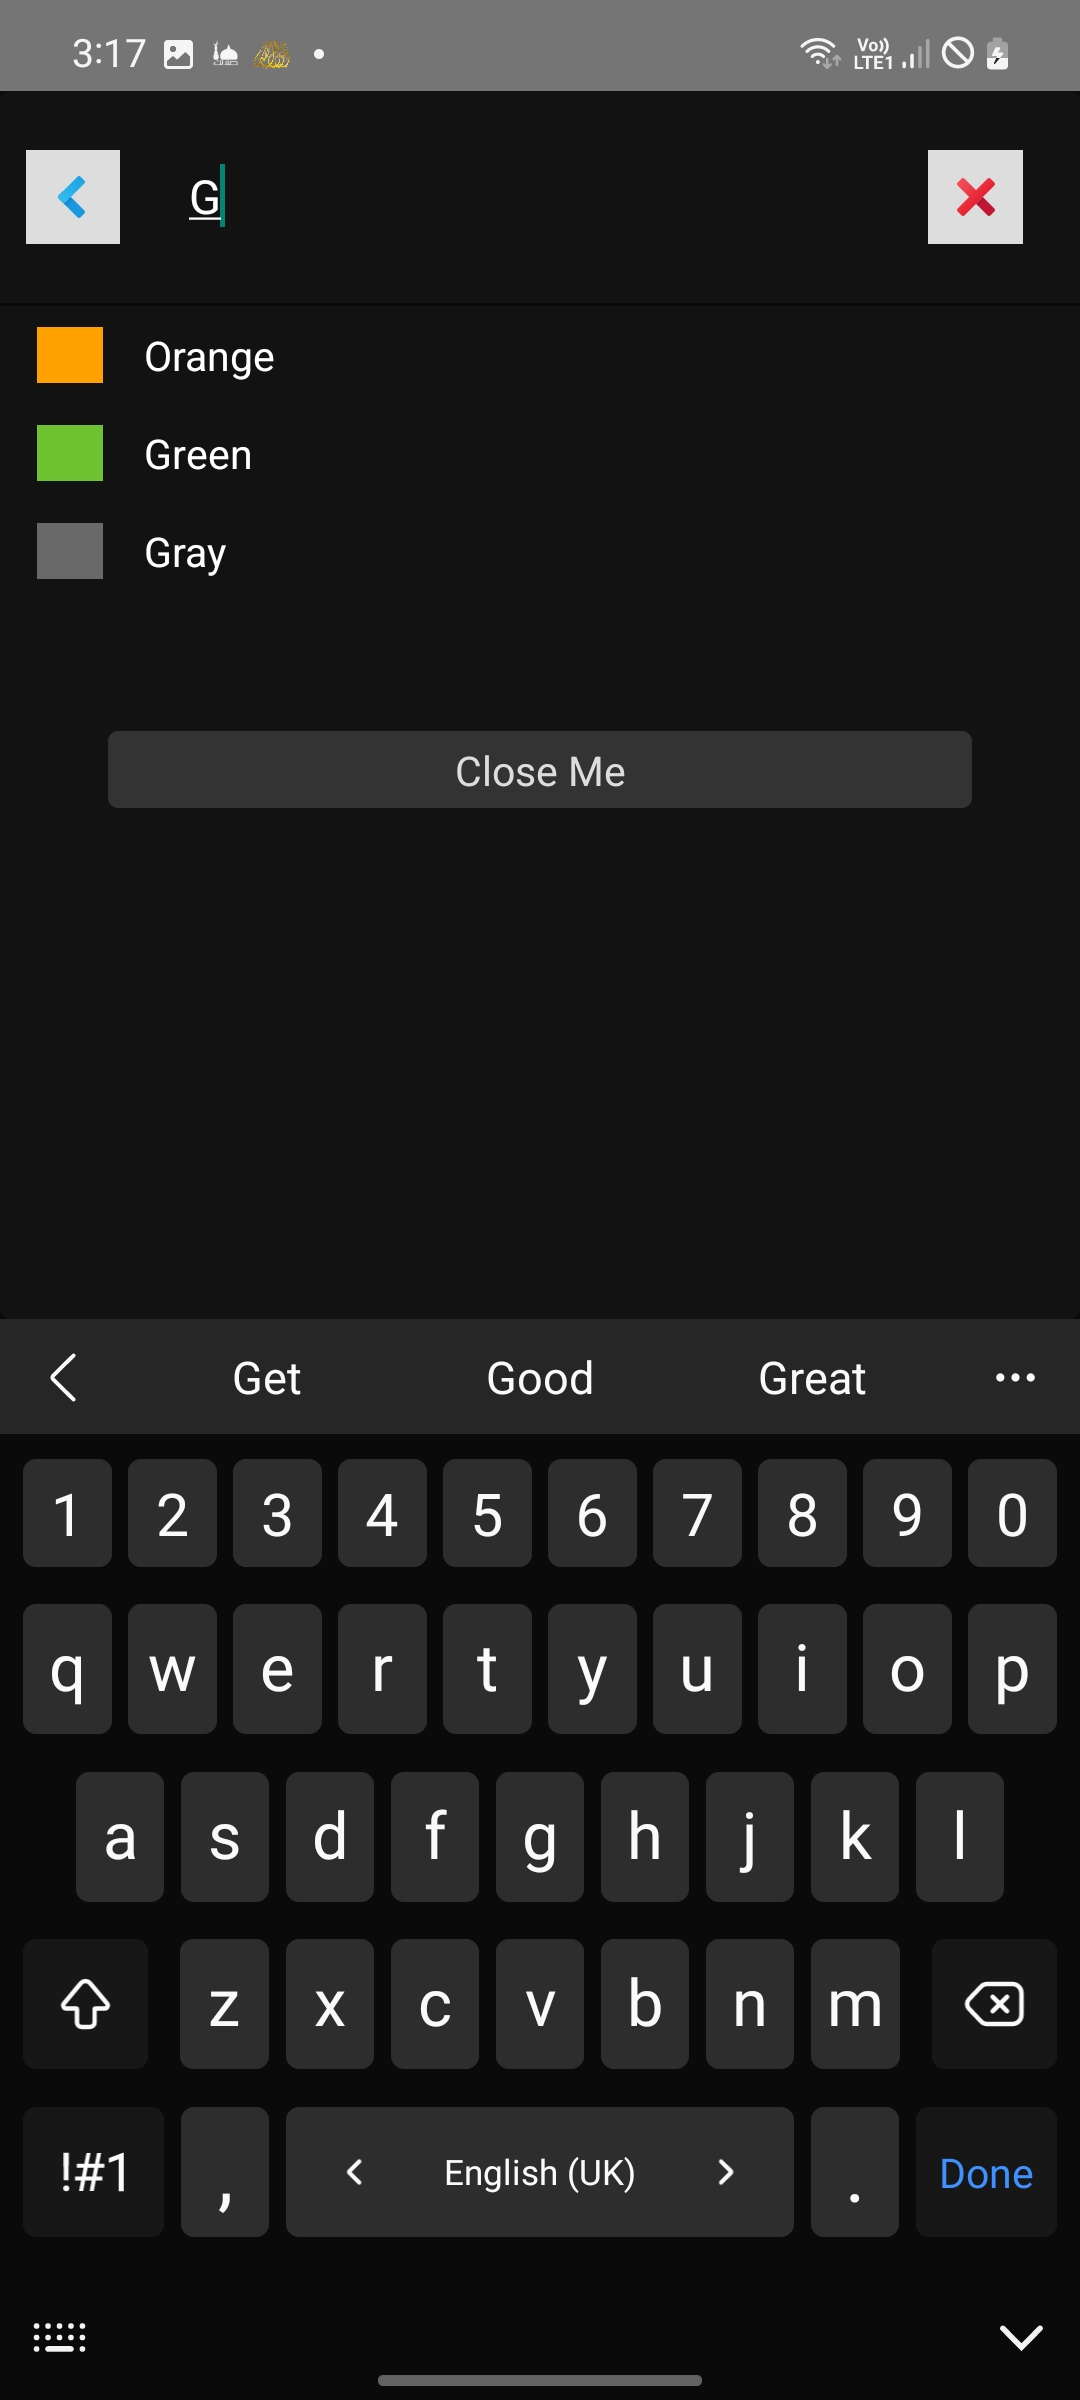 3:17
Vo)) LTE1
G
Orange
Green
Gray
Close Me
Get Good Great ...
1 2 3 4 5 6 7 8 9 0
q w e r t y u i o p
a s d f g h j k l
z x c v b n m
!#1 , < English (UK) > . Done